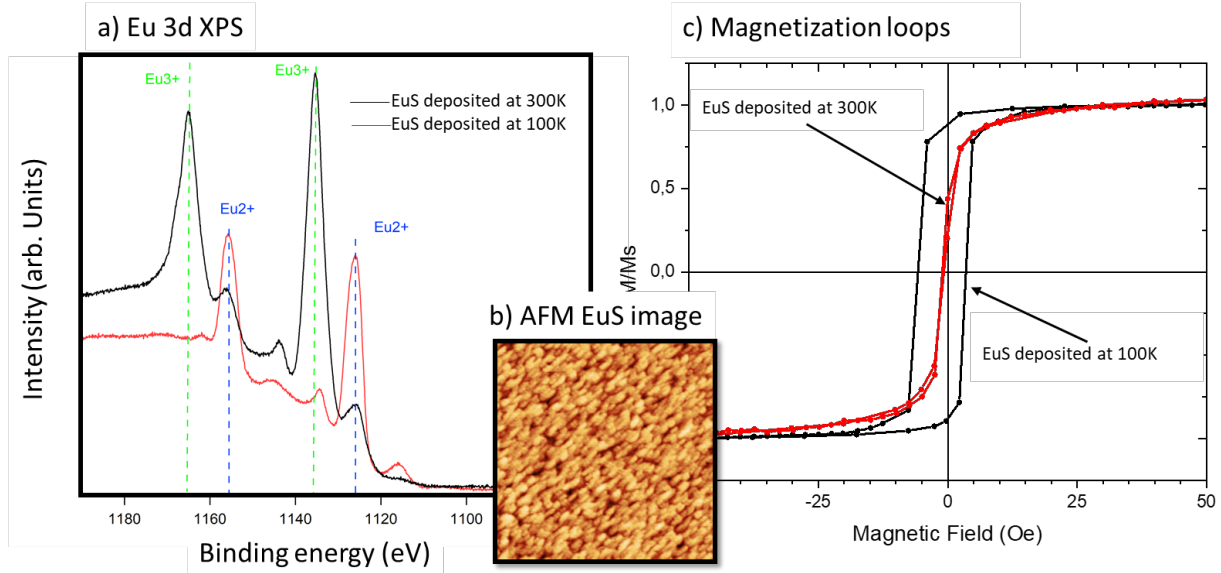 a) Eu 3d XPS
c) Magnetization loops
Eu3+
Eu3+
EuS deposited at 300K
EuS deposited at 100K
Eu2+
Eu2+
Intensity (arb. Units)
1180
1160
1140
1120
1100
Binding energy (eV)
b) AFM EuS image
EuS deposited at 300K
1,0
0,5
0,0
M/Ms
EuS deposited at 100K
-25
0
25
50
Magnetic Field (Oe)